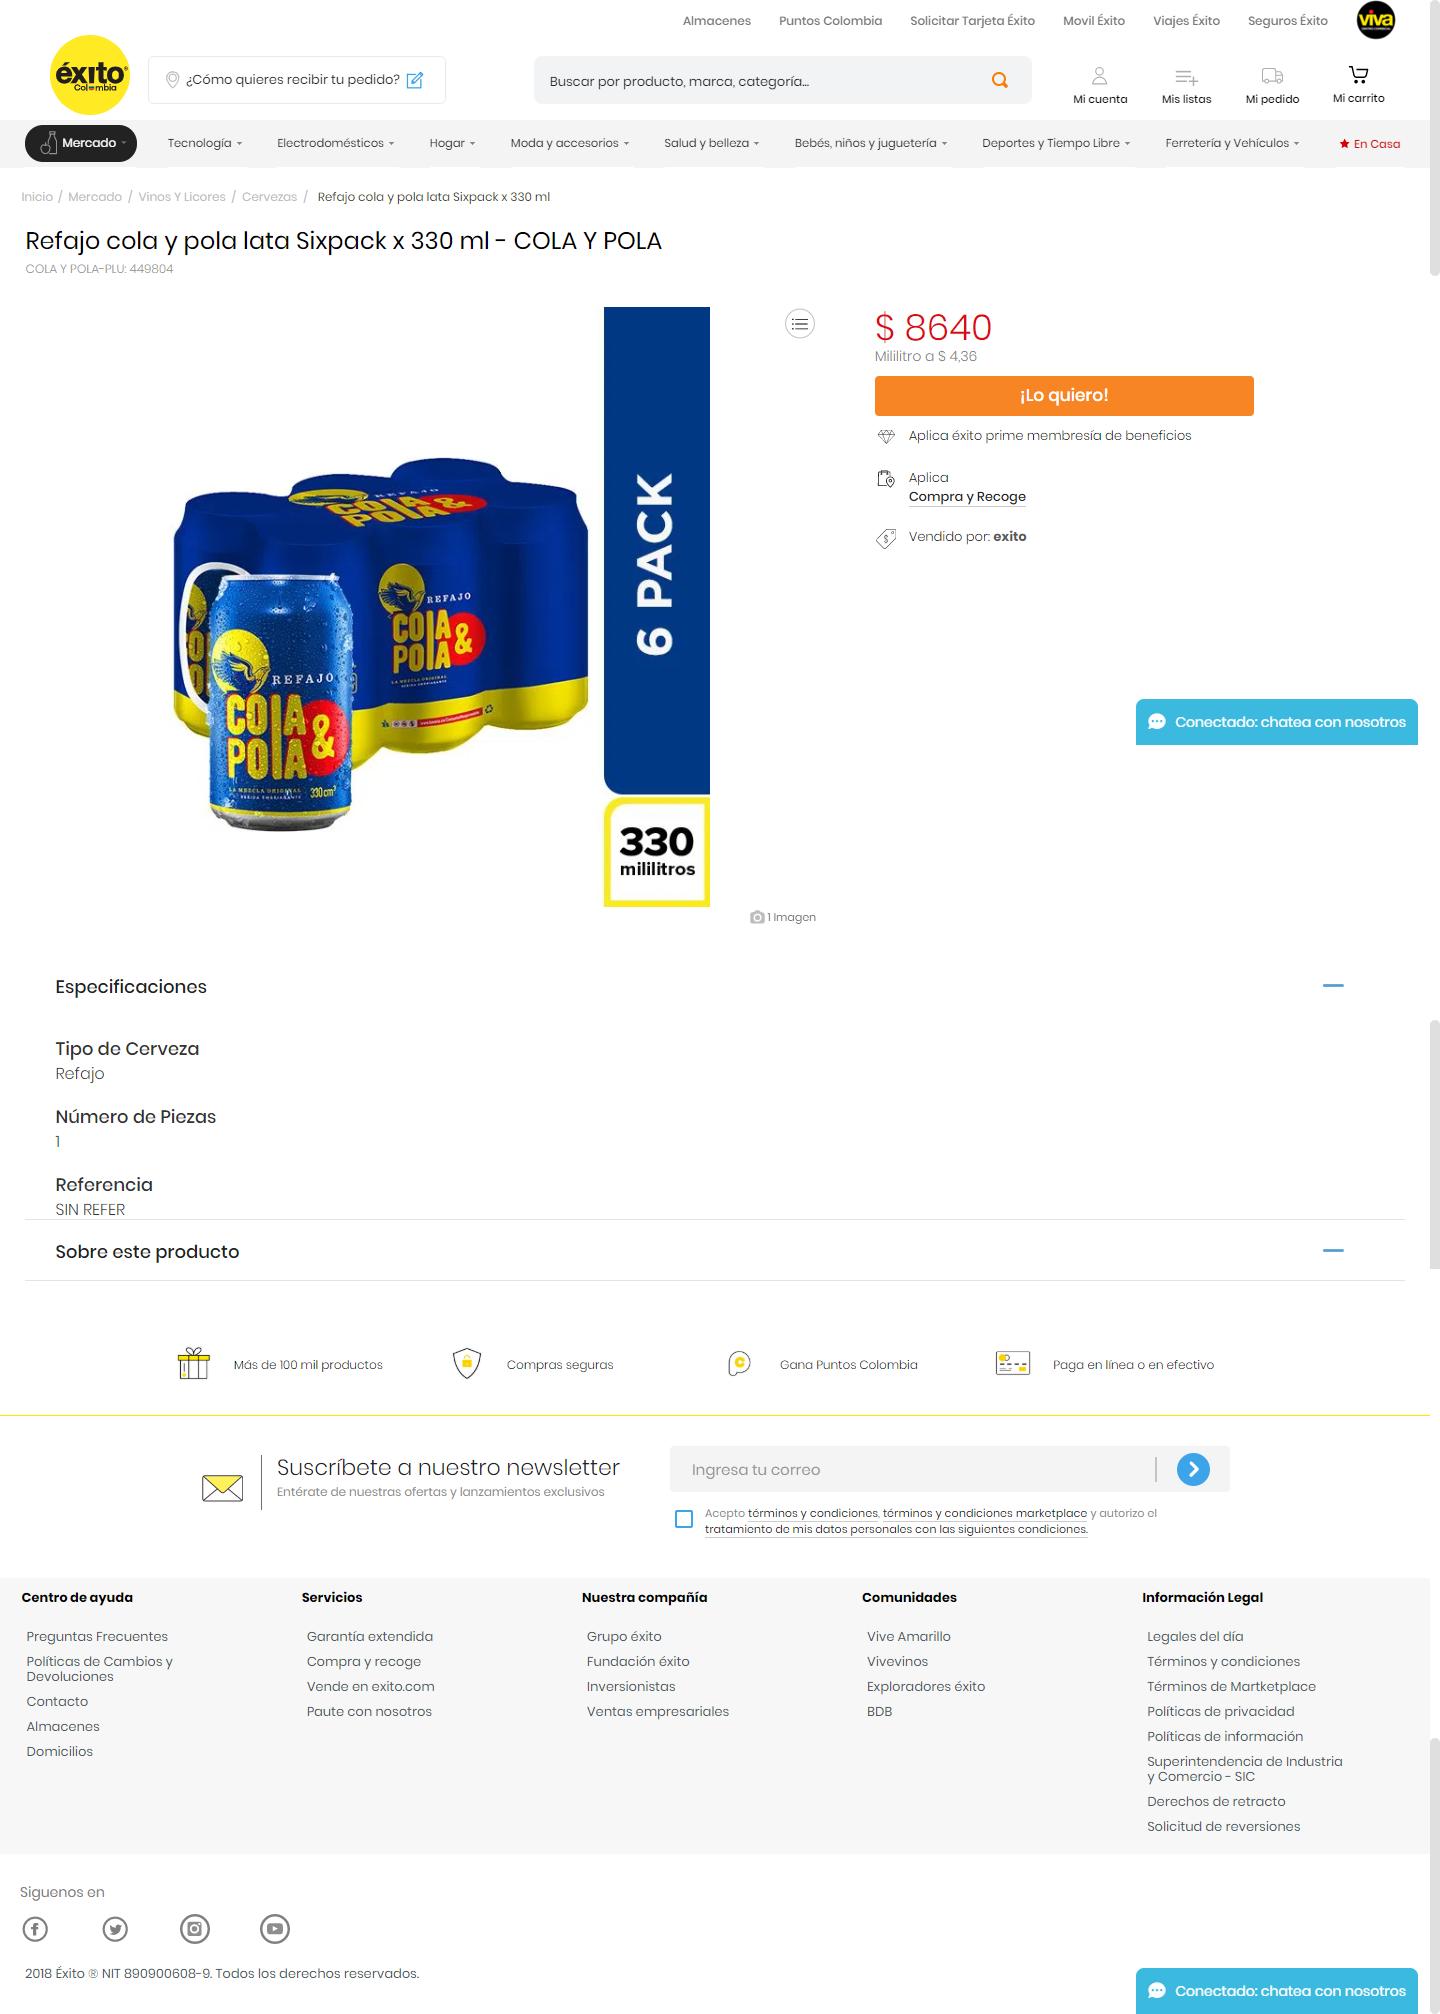 Almacenes Puntos Colombia Solicitar Tarjeta Éxito Movil Éxito Viajes Éxito Seguros Éxito viva
éxito
Colombia
¿Cómo quieres recibir tu pedido?
Buscar por producto, marca, categoría...
Mi cuenta Mis listas Mi pedido Mi carrito
Mercado Tecnología Electrodomésticos Hogar Moda y accesorios Salud y belleza Bebés, niños y juguetería Deportes y Tiempo Libre Ferretería y Vehículos En Casa
Inicio / Mercado / Vinos Y Licores / Cervezas / Refajo cola y pola lata Sixpack x 330 ml
Refajo cola y pola lata Sixpack x 330 ml - COLA Y POLA
COLA Y POLA-PLU: 449804
REFAJO
COLA
POLA &
REFAJO
COLA
POLA &
LA MEZCLA ORIGINAL
BEBIDA EMBRIAGANTE
REFAJO
COLA
POLA &
LA MEZCLA ORIGINAL
BEBIDA EMBRIAGANTE
330 cm³
6 PACK
330
mililitros
1 Imagen
$ 8640
Mililitro a $ 4,36
¡Lo quiero!
Aplica éxito prime membresía de beneficios
Aplica
Compra y Recoge
Vendido por: exito
Conectado: chatea con nosotros
Especificaciones
Tipo de Cerveza
Refajo
Número de Piezas
1
Referencia
SIN REFER
Sobre este producto
Más de 100 mil productos Compras seguras Gana Puntos Colombia Paga en línea o en efectivo
Suscríbete a nuestro newsletter
Entérate de nuestras ofertas y lanzamientos exclusivos
Ingresa tu correo
Acepto términos y condiciones, términos y condiciones marketplace y autorizo el
tratamiento de mis datos personales con las siguientes condiciones.
Centro de ayuda
Preguntas Frecuentes
Políticas de Cambios y
Devoluciones
Contacto
Almacenes
Domicilios
Servicios
Garantía extendida
Compra y recoge
Vende en exito.com
Paute con nosotros
Nuestra compañía
Grupo éxito
Fundación éxito
Inversionistas
Ventas empresariales
Comunidades
Vive Amarillo
Vivevinos
Exploradores éxito
BDB
Información Legal
Legales del día
Términos y condiciones
Términos de Martketplace
Políticas de privacidad
Políticas de información
Superintendencia de Industria
y Comercio - SIC
Derechos de retracto
Solicitud de reversiones
Siguenos en
2018 Éxito ® NIT 890900608-9. Todos los derechos reservados.
Conectado: chatea con nosotros